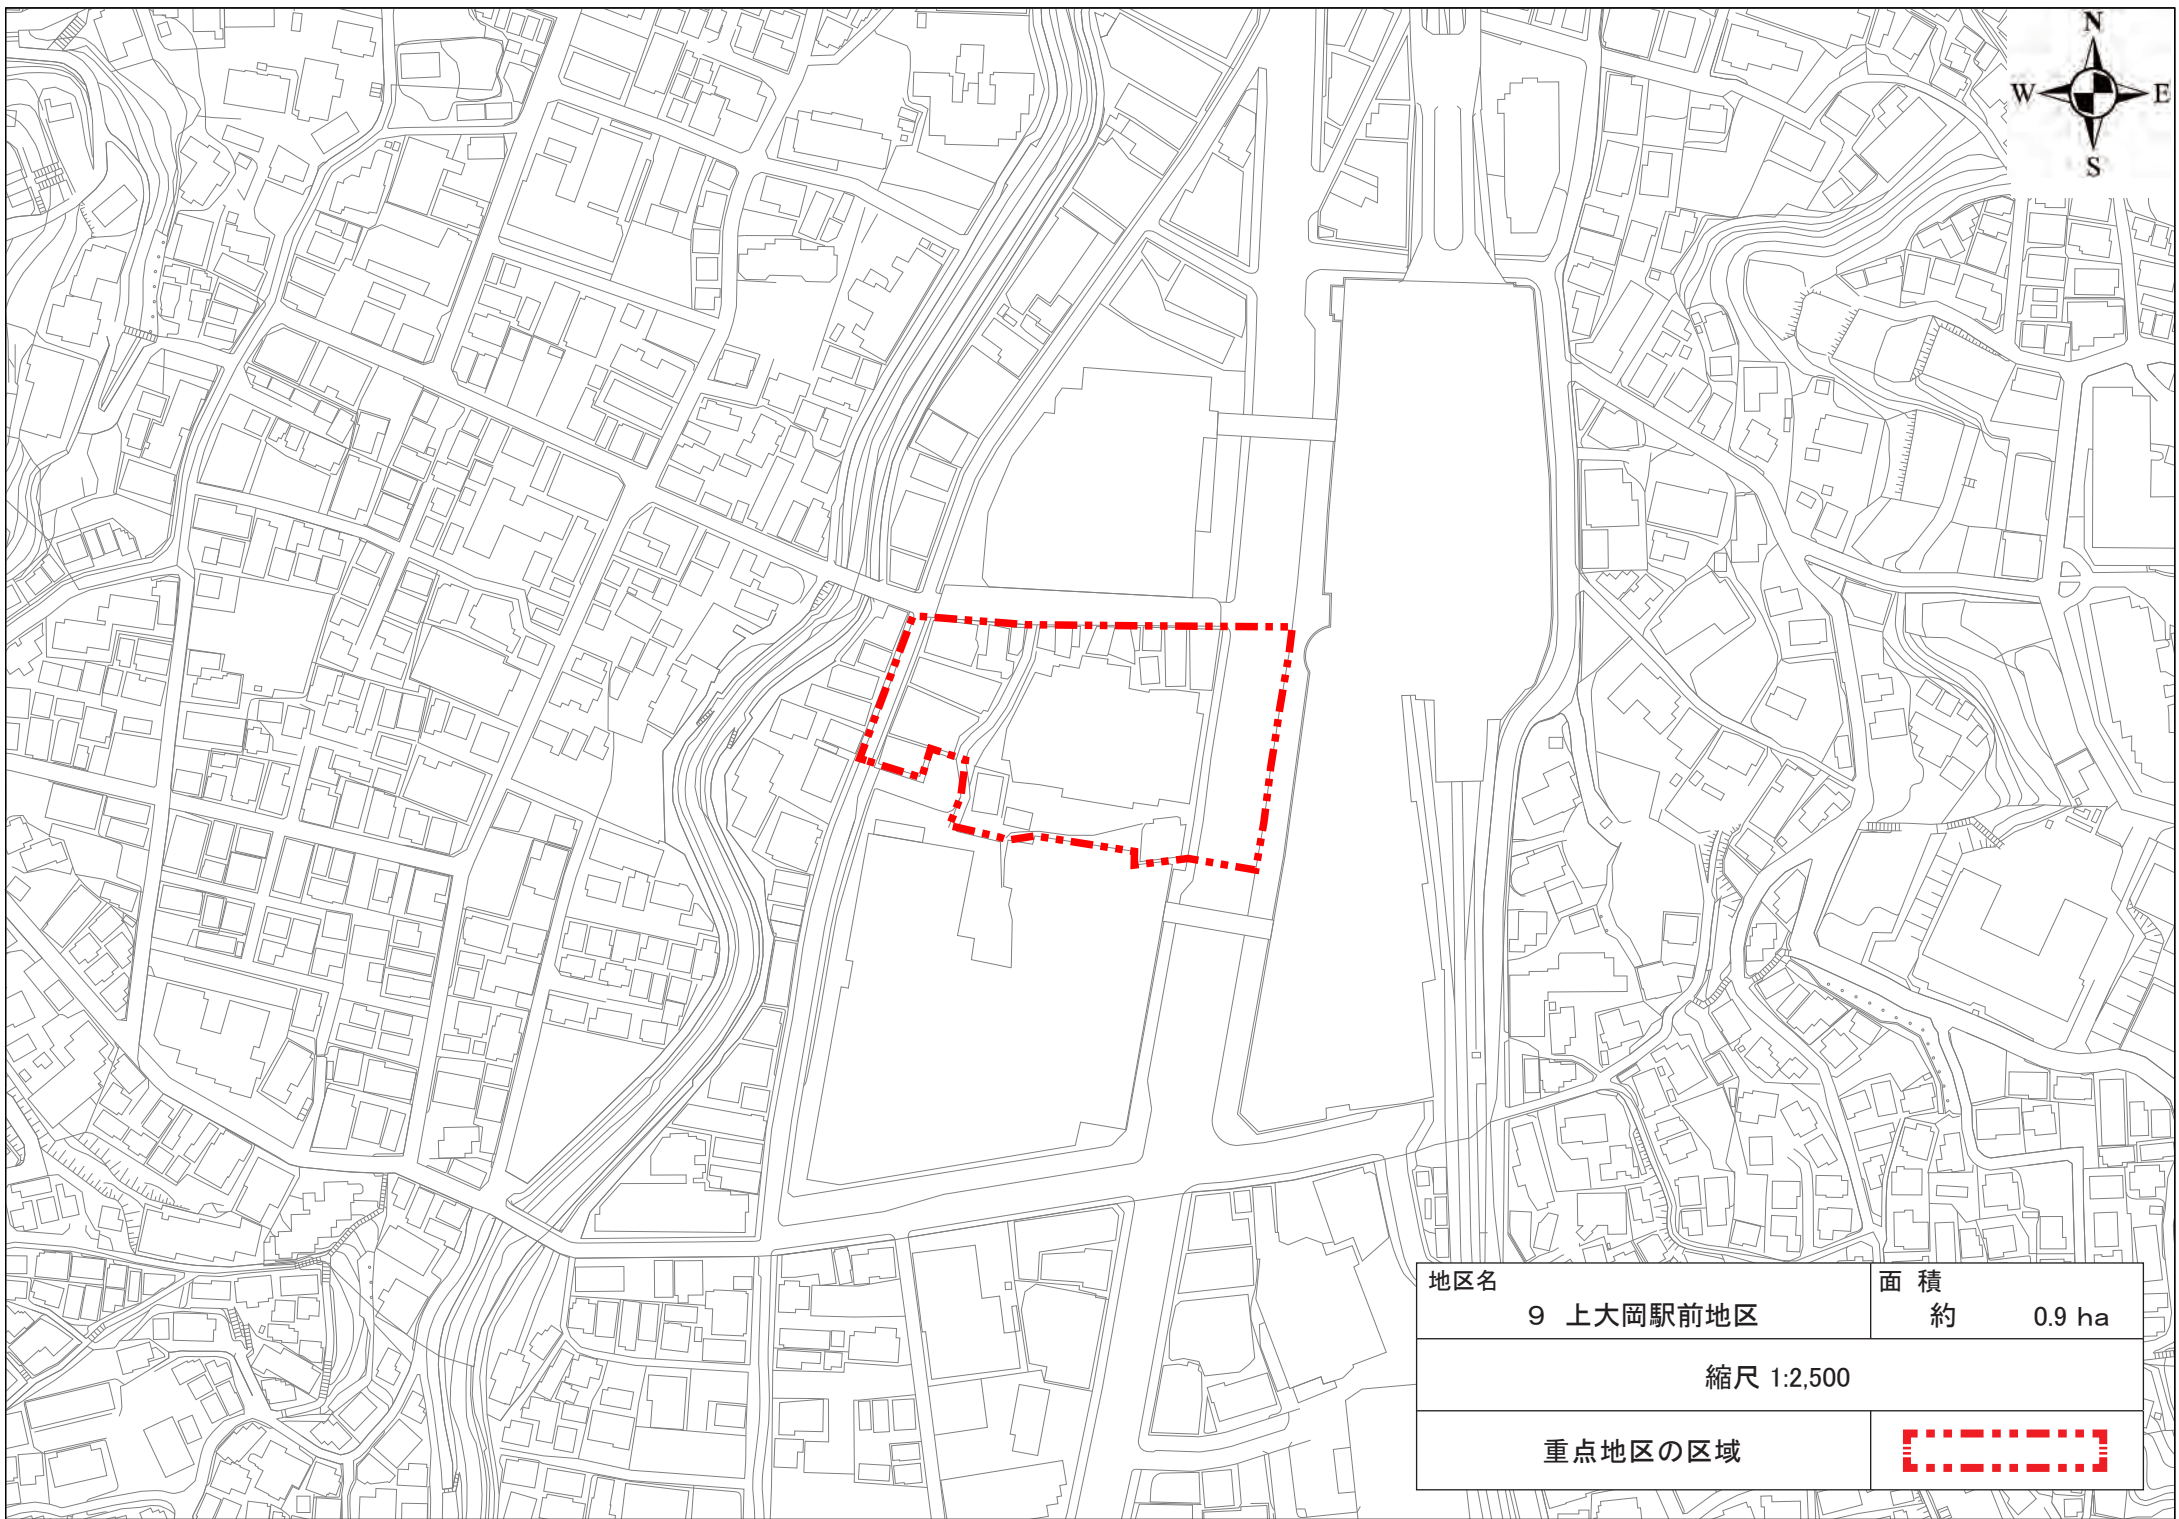 N
W E
S
地区名
９ 上大岡駅前地区
面 積
約 0.9 ha
縮尺 1:2,500
重点地区の区域